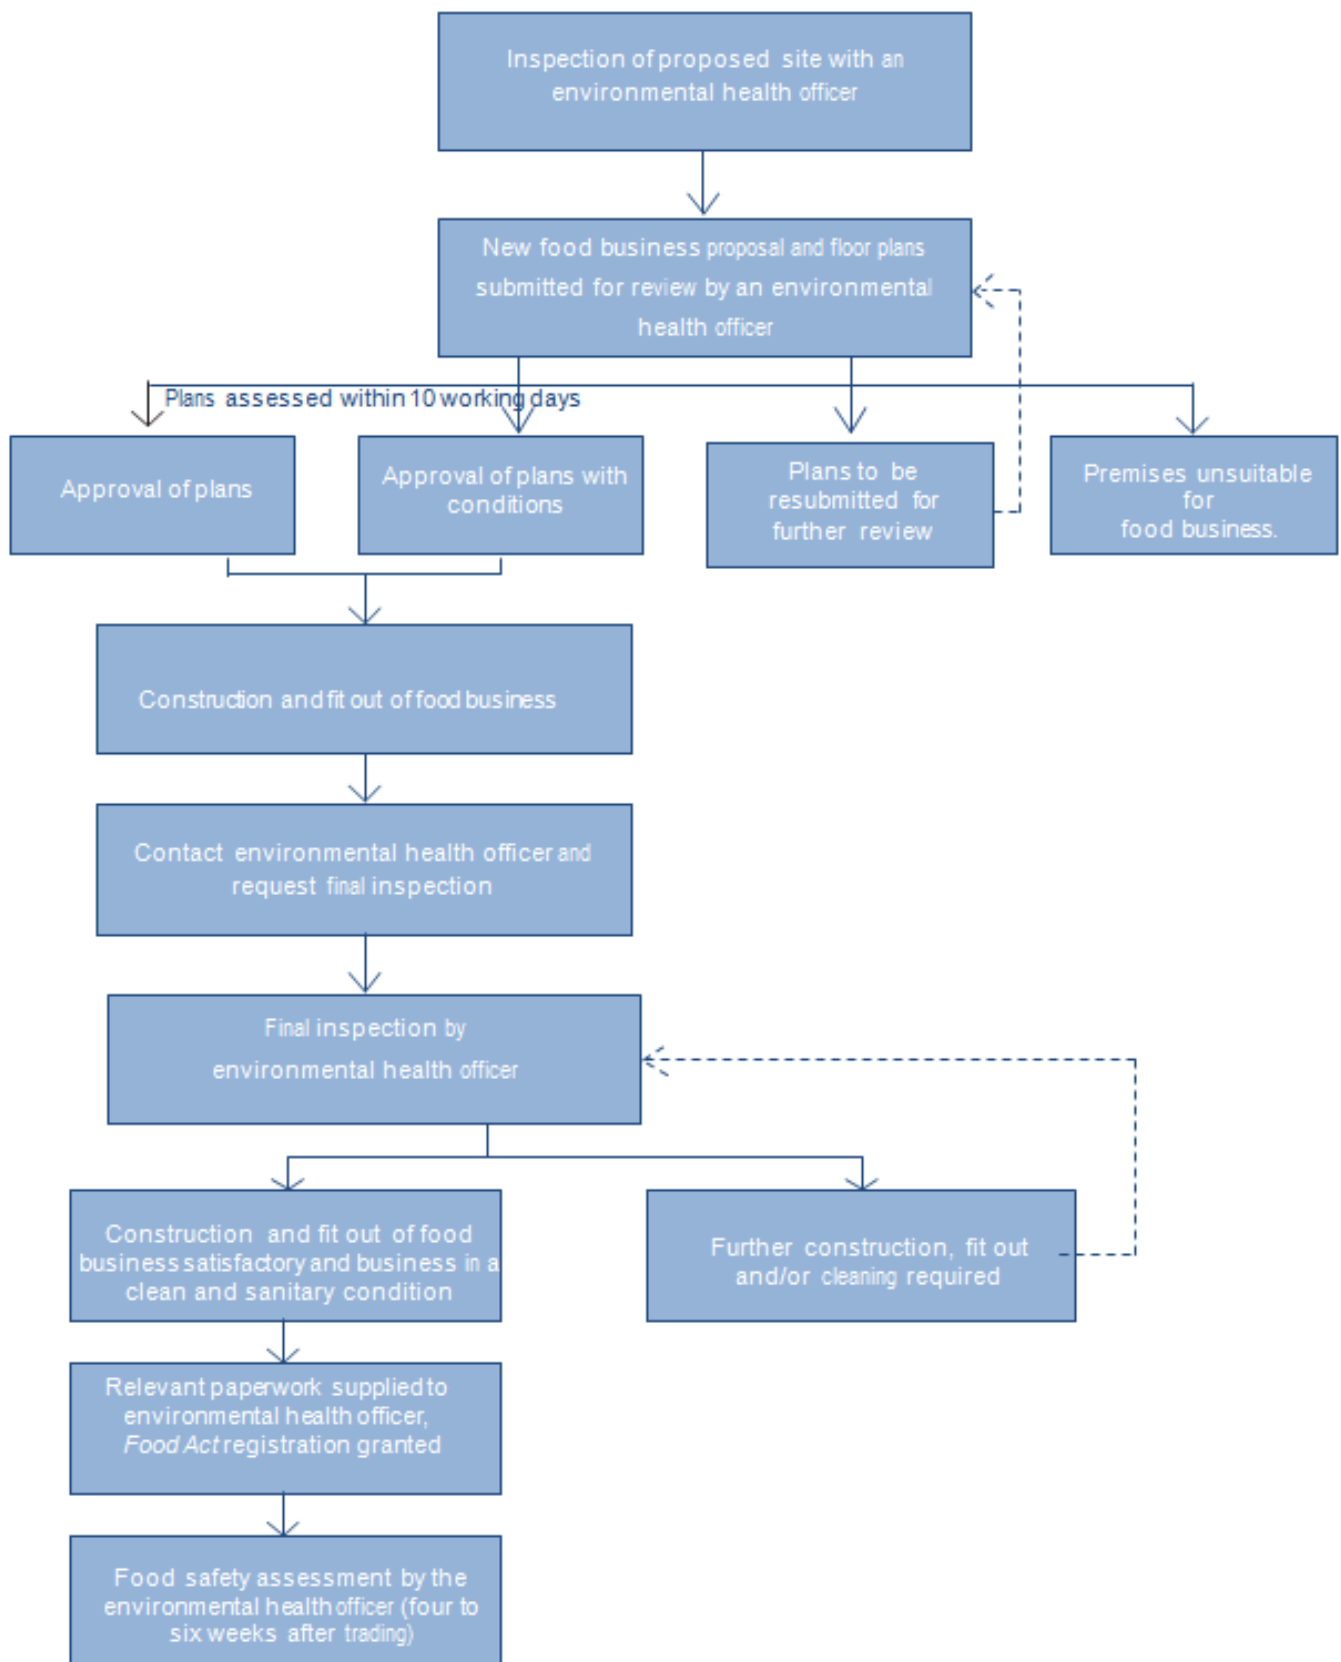 Inspection of proposed site with an
environmental health officer
New food business proposal and floor plans
submitted for review by an environmental
health officer
Plans assessed within 10 working days
Approval of plans
Approval of plans with
conditions
Plans to be
resubmitted for
further review
Premises unsuitable
for
food business.
Construction and fit out of food business
Contact environmental health officer and
request final inspection
Final inspection by
environmental health officer
Construction and fit out of food
business satisfactory and business in a
clean and sanitary condition
Further construction, fit out
and/or cleaning required
Relevant paperwork supplied to
environmental health officer,
Food Act registration granted
Food safety assessment by the
environmental health officer (four to
six weeks after trading)